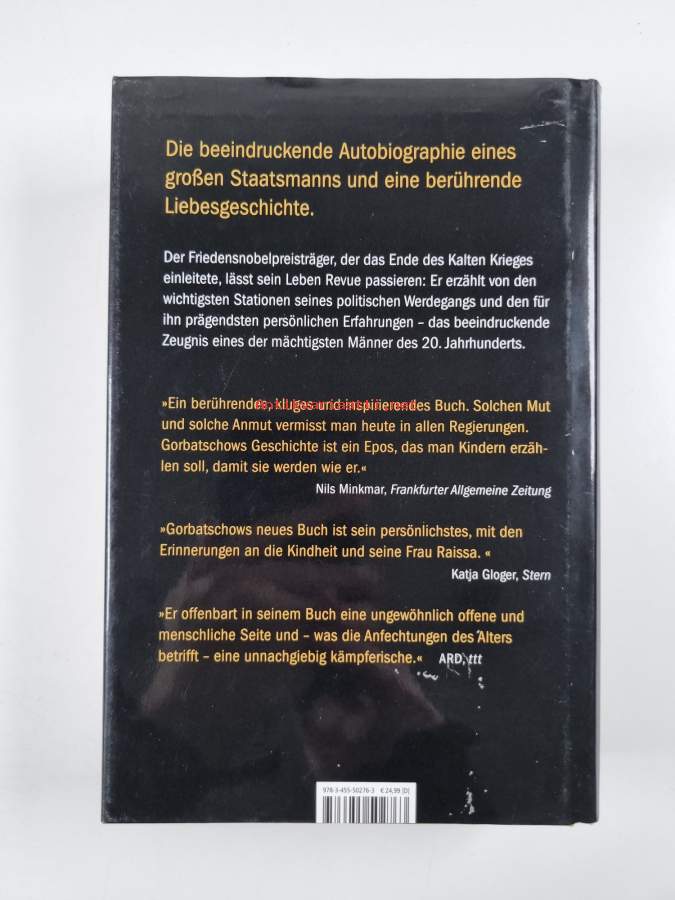 Die beeindruckende Autobiographie eines
großen Staatsmanns und eine berührende
Liebesgeschichte.
Der Friedensnobelpreisträger, der das Ende des Kalten Krieges
einleitete, lässt sein Leben Revue passieren: Er erzählt von den
wichtigsten Stationen seines politischen Werdegangs und den für
ihn prägendsten persönlichen Erfahrungen – das beeindruckende
Zeugnis eines der mächtigsten Männer des 20. Jahrhunderts.
»Ein berührendes, kluges und inspirierendes Buch. Solchen Mut
und solche Anmut vermisst man heute in allen Regierungen.
Gorbatschows Geschichte ist ein Epos, das man Kindern erzäh-
len soll, damit sie werden wie er.«
Nils Minkmar, Frankfurter Allgemeine Zeitung
»Gorbatschows neues Buch ist sein persönlichstes, mit den
Erinnerungen an die Kindheit und seine Frau Raissa. «
Katja Gloger, Stern
»Er offenbart in seinem Buch eine ungewöhnlich offene und
menschliche Seite und – was die Anfechtungen des Alters
betrifft – eine unnachgiebig kämpferische.« ARD, ttt
978-3-455-50276-3 € 24,99 [D]